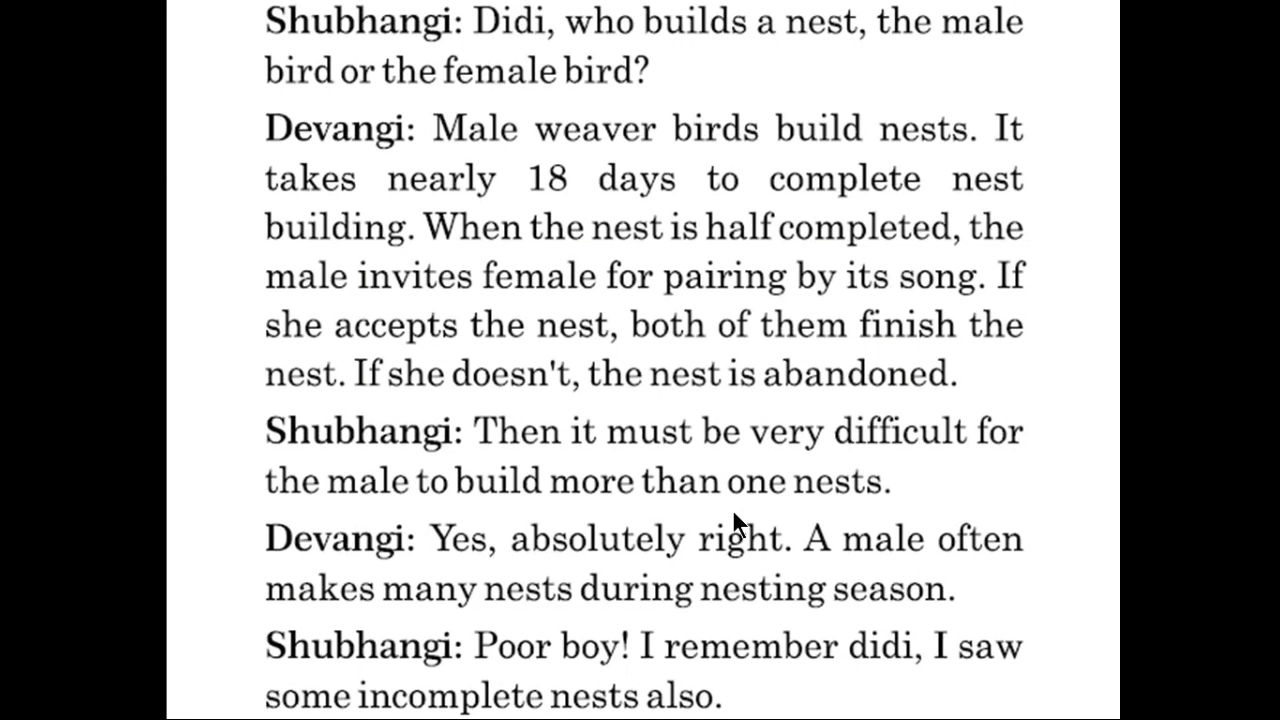 Shubhangi: Didi, who builds a nest, the male
bird or the female bird?
Devangi: Male weaver birds build nests. It
takes nearly 18 days to complete nest
building. When the nest is half completed, the
male invites female for pairing by its song. If
she accepts the nest, both of them finish the
nest. If she doesn't, the nest is abandoned.
Shubhangi: Then it must be very difficult for
the male to build more than one nests.
Devangi: Yes, absolutely right. A male often
makes many nests during nesting season.
Shubhangi: Poor boy! I remember didi, I saw
some incomplete nests also.